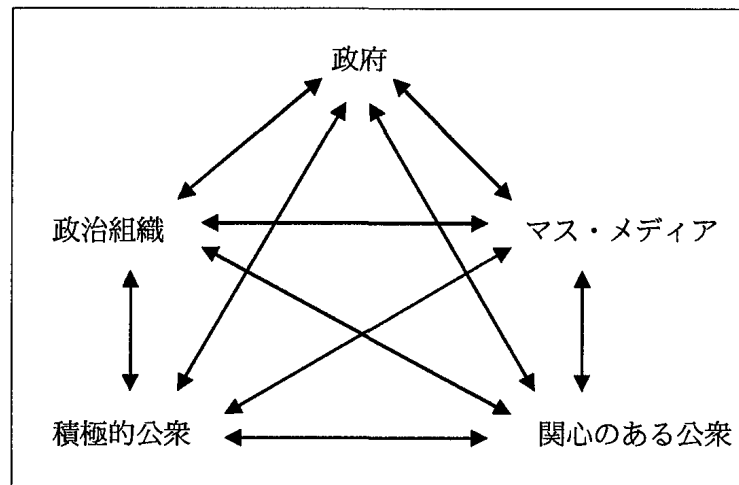 政府
政治組織
マス・メディア
積極的公衆
関心のある公衆